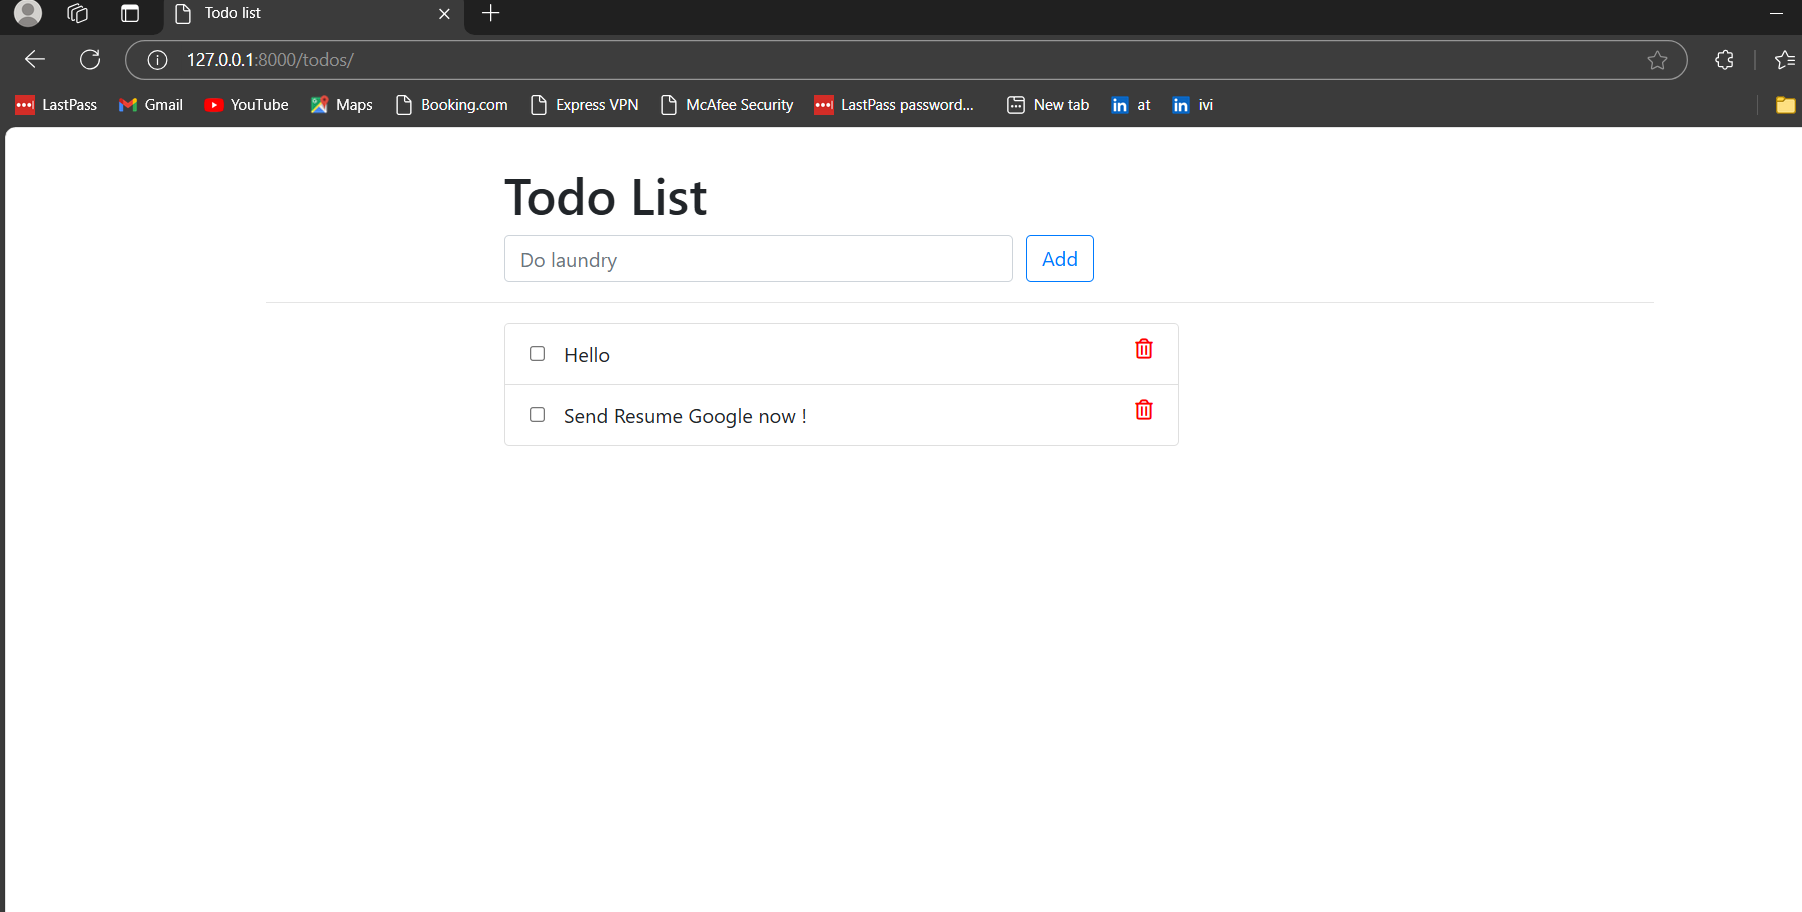 Todo list
127.0.0.1:8000/todos/
LastPass Gmail YouTube Maps Booking.com Express VPN McAfee Security LastPass password... New tab at ivi
Todo List
Do laundry Add
Hello
Send Resume Google now !